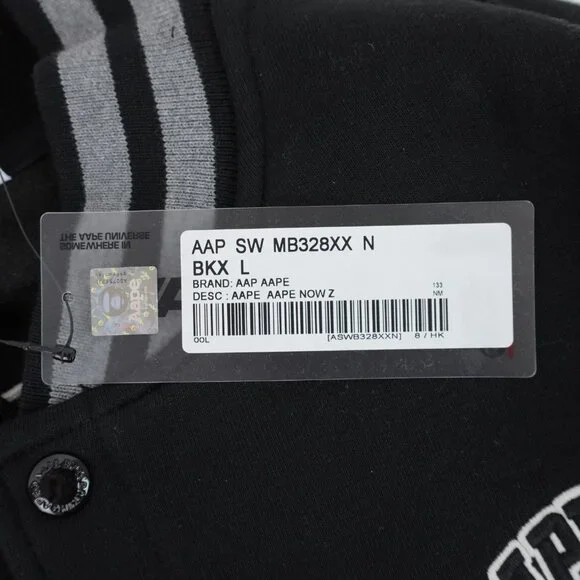 SOMEWHERE IN
THE AAPE UNIVERSE
Aape
AAP SW MB328XX N
BKX L
BRAND: AAP AAPE
133
DESC : AAPE AAPE NOW Z
NM
00L
[ASWB328XXN]
8 / HK